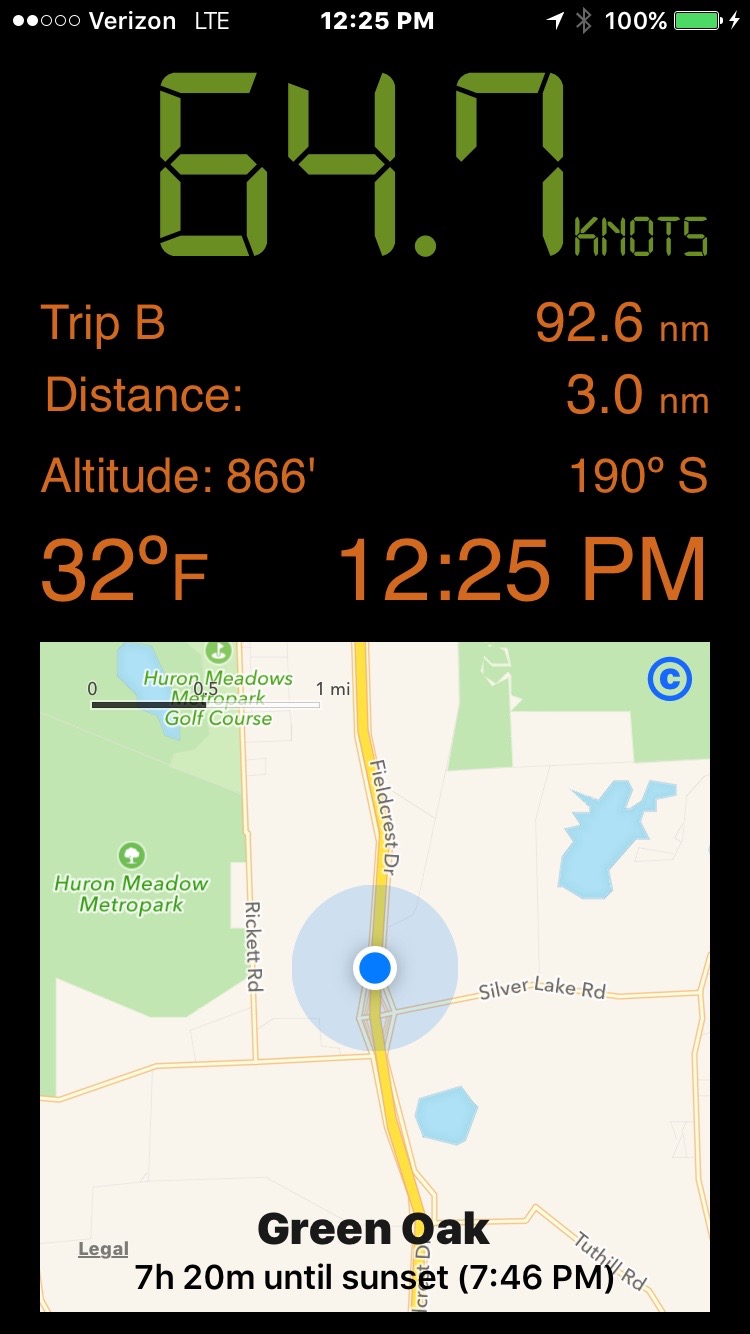 Verizon LTE 12:25 PM 100%
64.7 KNOTS
Trip B 92.6 nm
Distance: 3.0 nm
Altitude: 866' 190º S
32ºF 12:25 PM
Huron Meadows
Metropark
Golf Course
0 0.5 1 mi
©
Fieldcrest Dr
Huron Meadow
Metropark
Rickett Rd
Silver Lake Rd
Green Oak
Legal
Tuthill Rd
7h 20m until sunset (7:46 PM)